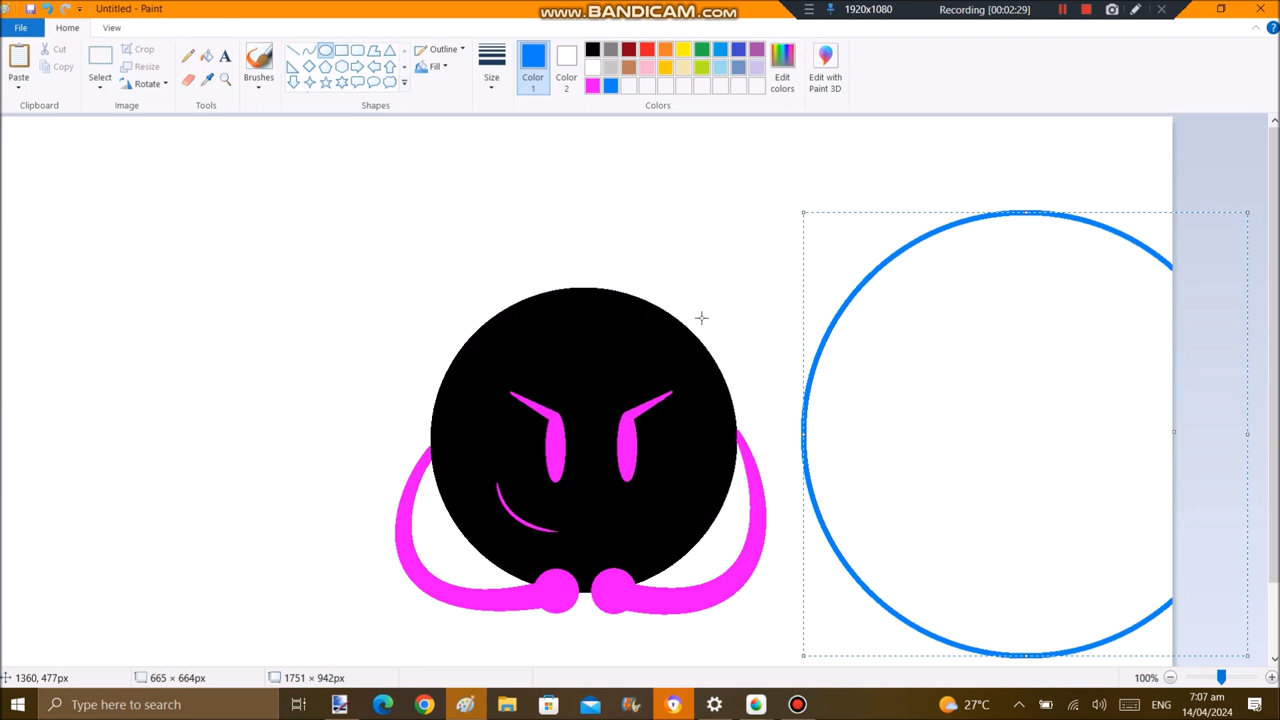 Untitled - Paint
www.BANDICAM.com
1920x1080
Recording [00:02:29]
File
Home
View
Paste
Cut
Copy
Clipboard
Select
Crop
Resize
Rotate
Image
A
Tools
Brushes
Shapes
Outline
Fill
Size
Color
1
Color
2
Colors
Edit
colors
Edit with
Paint 3D
1360, 477px
665 × 664px
1751 × 942px
100%
Type here to search
27°C
ENG
7:07 am
14/04/2024